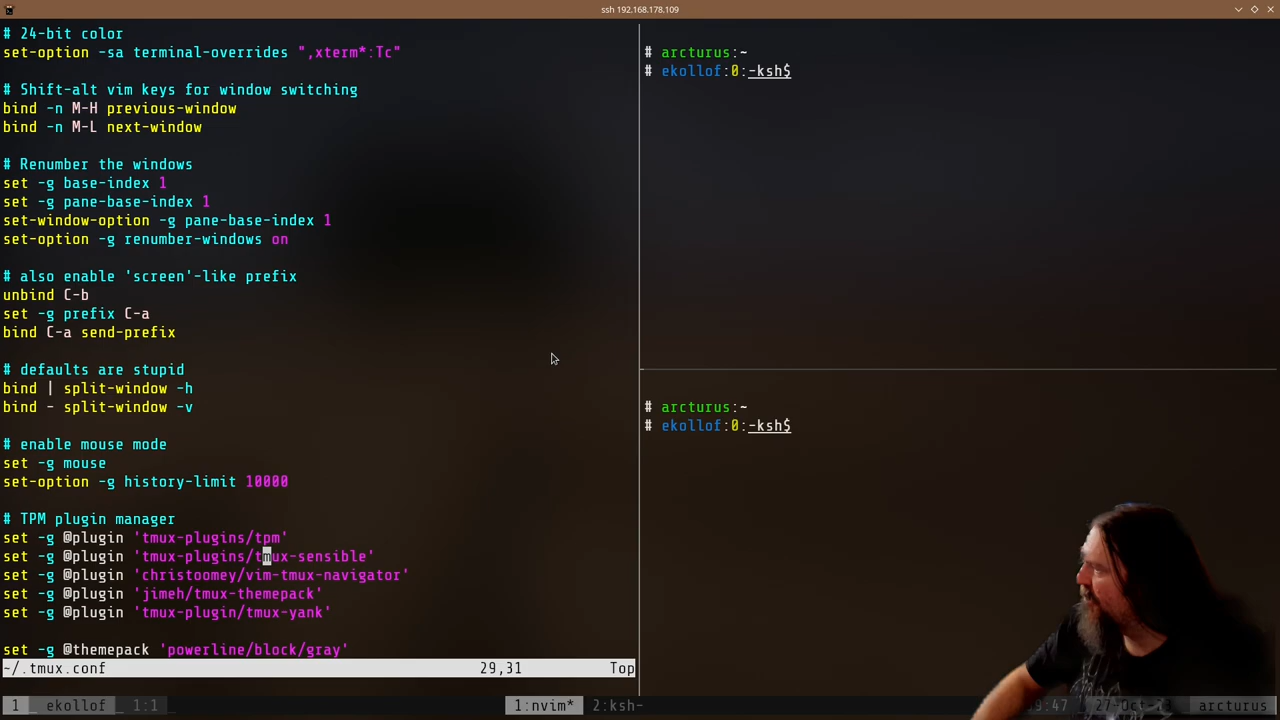 ssh 192.168.178.109
# 24-bit color
set-option -sa terminal-overrides ",xterm*:Tc"
# Shift-alt vim keys for window switching
bind -n M-H previous-window
bind -n M-L next-window
# Renumber the windows
set -g base-index 1
set -g pane-base-index 1
set-window-option -g pane-base-index 1
set-option -g renumber-windows on
# also enable 'screen'-like prefix
unbind C-b
set -g prefix C-a
bind C-a send-prefix
# defaults are stupid
bind | split-window -h
bind - split-window -v
# enable mouse mode
set -g mouse
set-option -g history-limit 10000
# TPM plugin manager
set -g @plugin 'tmux-plugins/tpm'
set -g @plugin 'tmux-plugins/tmux-sensible'
set -g @plugin 'christoomey/vim-tmux-navigator'
set -g @plugin 'jimeh/tmux-themepack'
set -g @plugin 'tmux-plugin/tmux-yank'
set -g @themepack 'powerline/block/gray'
~/.tmux.conf 29,31 Top
# arcturus:~
# ekollof:0:-ksh$
# arcturus:~
# ekollof:0:-ksh$
1 ekollof 1:1 1:nvim* 2:ksh- :47 arcturus